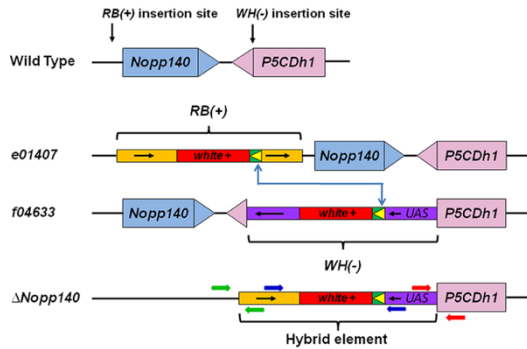 RB(+) insertion site WH(-) insertion site
Wild Type Nopp140 P5CDh1
RB(+)
e01407 white+ Nopp140 P5CDh1
f04633 Nopp140 white+ UAS P5CDh1
WH(-)
ΔNopp140 white+ UAS P5CDh1
Hybrid element